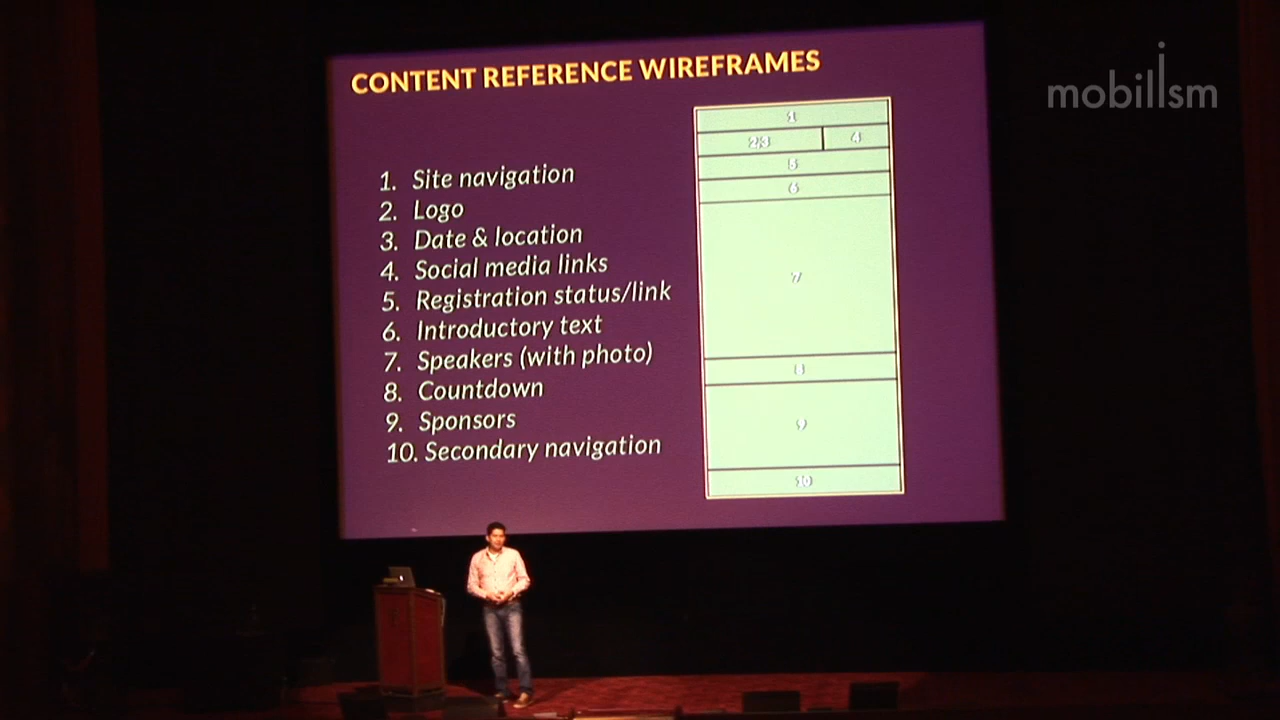 CONTENT REFERENCE WIREFRAMES
mobilism
1. Site navigation
2. Logo
3. Date & location
4. Social media links
5. Registration status/link
6. Introductory text
7. Speakers (with photo)
8. Countdown
9. Sponsors
10. Secondary navigation
1
2/3
4
5
6
7
8
9
10